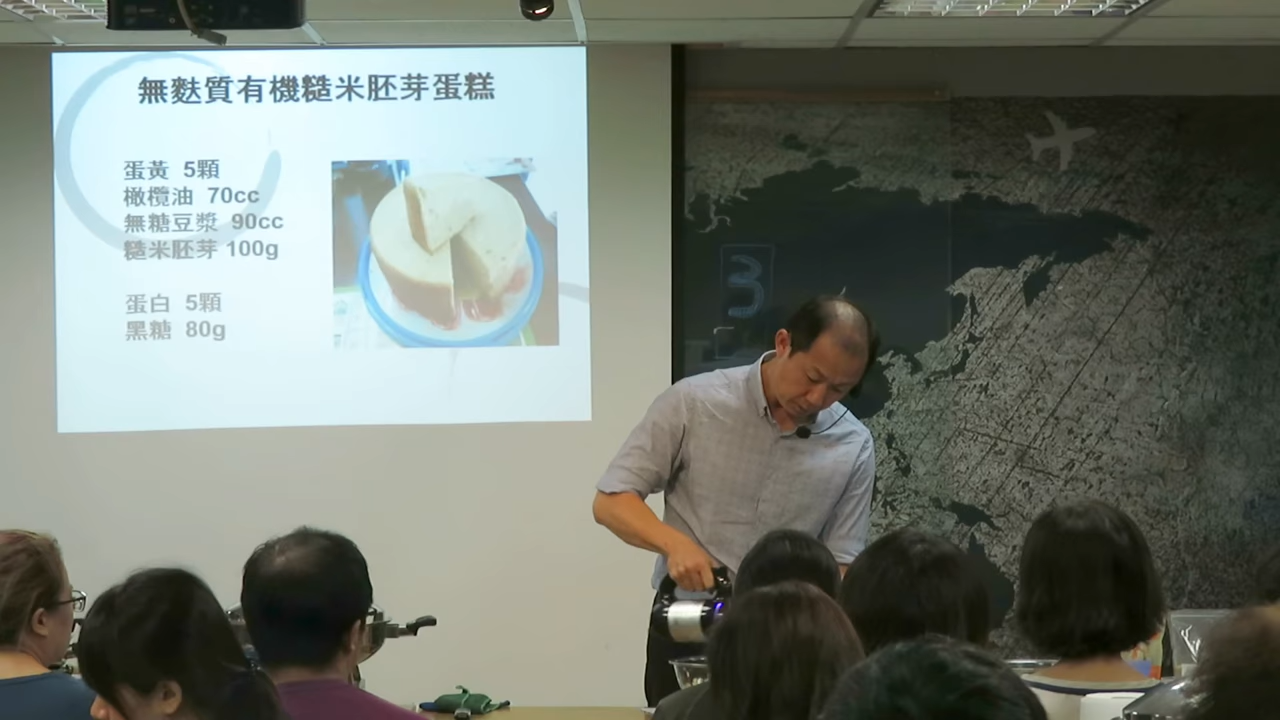 無麩質有機糙米胚芽蛋糕
蛋黃 5顆
橄欖油 70cc
無糖豆漿 90cc
糙米胚芽 100g
蛋白 5顆
黑糖 80g
3